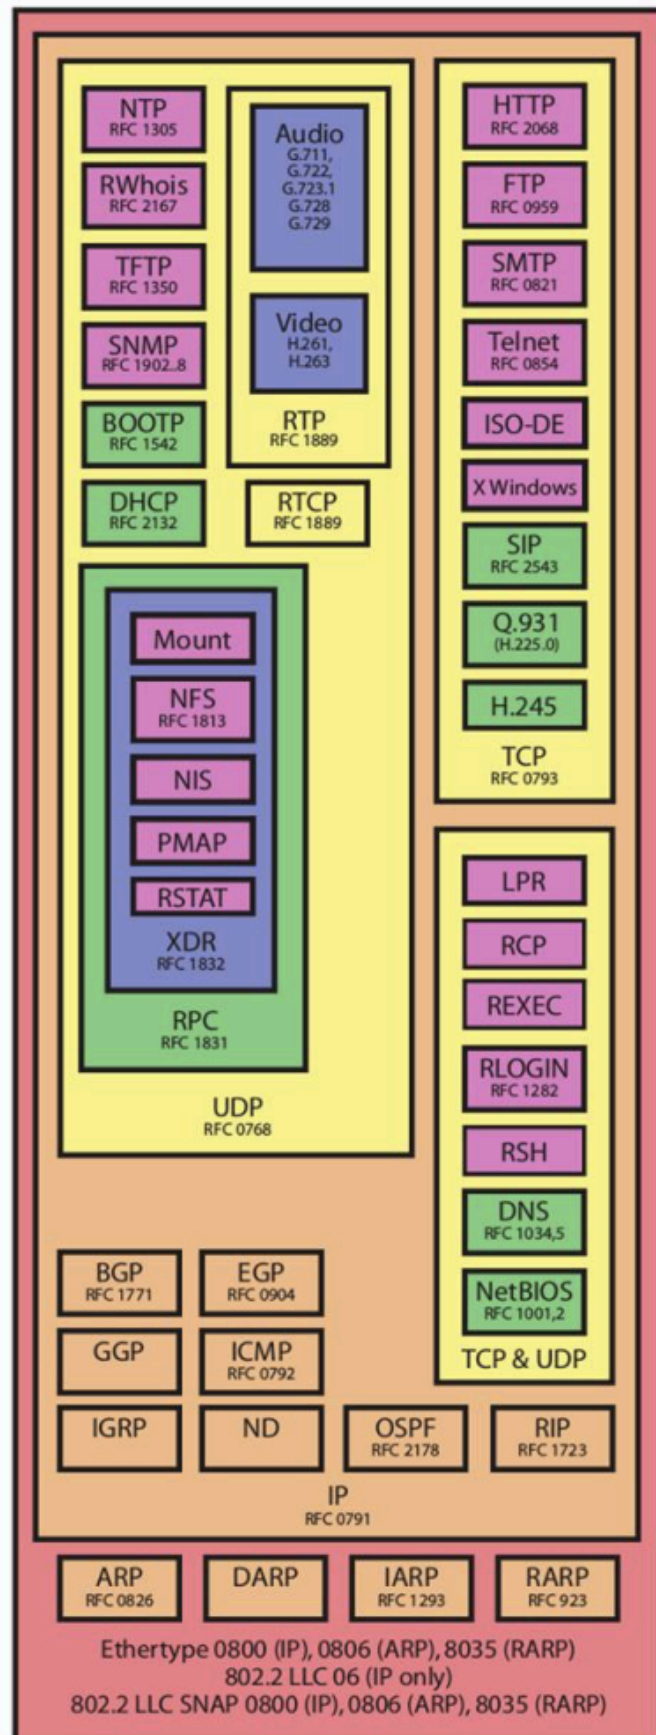 NTP
RFC 1305
RWhois
RFC 2167
TFTP
RFC 1350
SNMP
RFC 1902..8
BOOTP
RFC 1542
DHCP
RFC 2132
Audio
G.711,
G.722,
G.723.1
G.728
G.729
Video
H.261,
H.263
RTP
RFC 1889
RTCP
RFC 1889
Mount
NFS
RFC 1813
NIS
PMAP
RSTAT
XDR
RFC 1832
RPC
RFC 1831
UDP
RFC 0768
HTTP
RFC 2068
FTP
RFC 0959
SMTP
RFC 0821
Telnet
RFC 0854
ISO-DE
X Windows
SIP
RFC 2543
Q.931
(H.225.0)
H.245
TCP
RFC 0793
LPR
RCP
REXEC
RLOGIN
RFC 1282
RSH
DNS
RFC 1034,5
NetBIOS
RFC 1001,2
TCP & UDP
BGP
RFC 1771
EGP
RFC 0904
GGP
ICMP
RFC 0792
IGRP
ND
OSPF
RFC 2178
RIP
RFC 1723
IP
RFC 0791
ARP
RFC 0826
DARP
IARP
RFC 1293
RARP
RFC 923
Ethertype 0800 (IP), 0806 (ARP), 8035 (RARP)
802.2 LLC 06 (IP only)
802.2 LLC SNAP 0800 (IP), 0806 (ARP), 8035 (RARP)